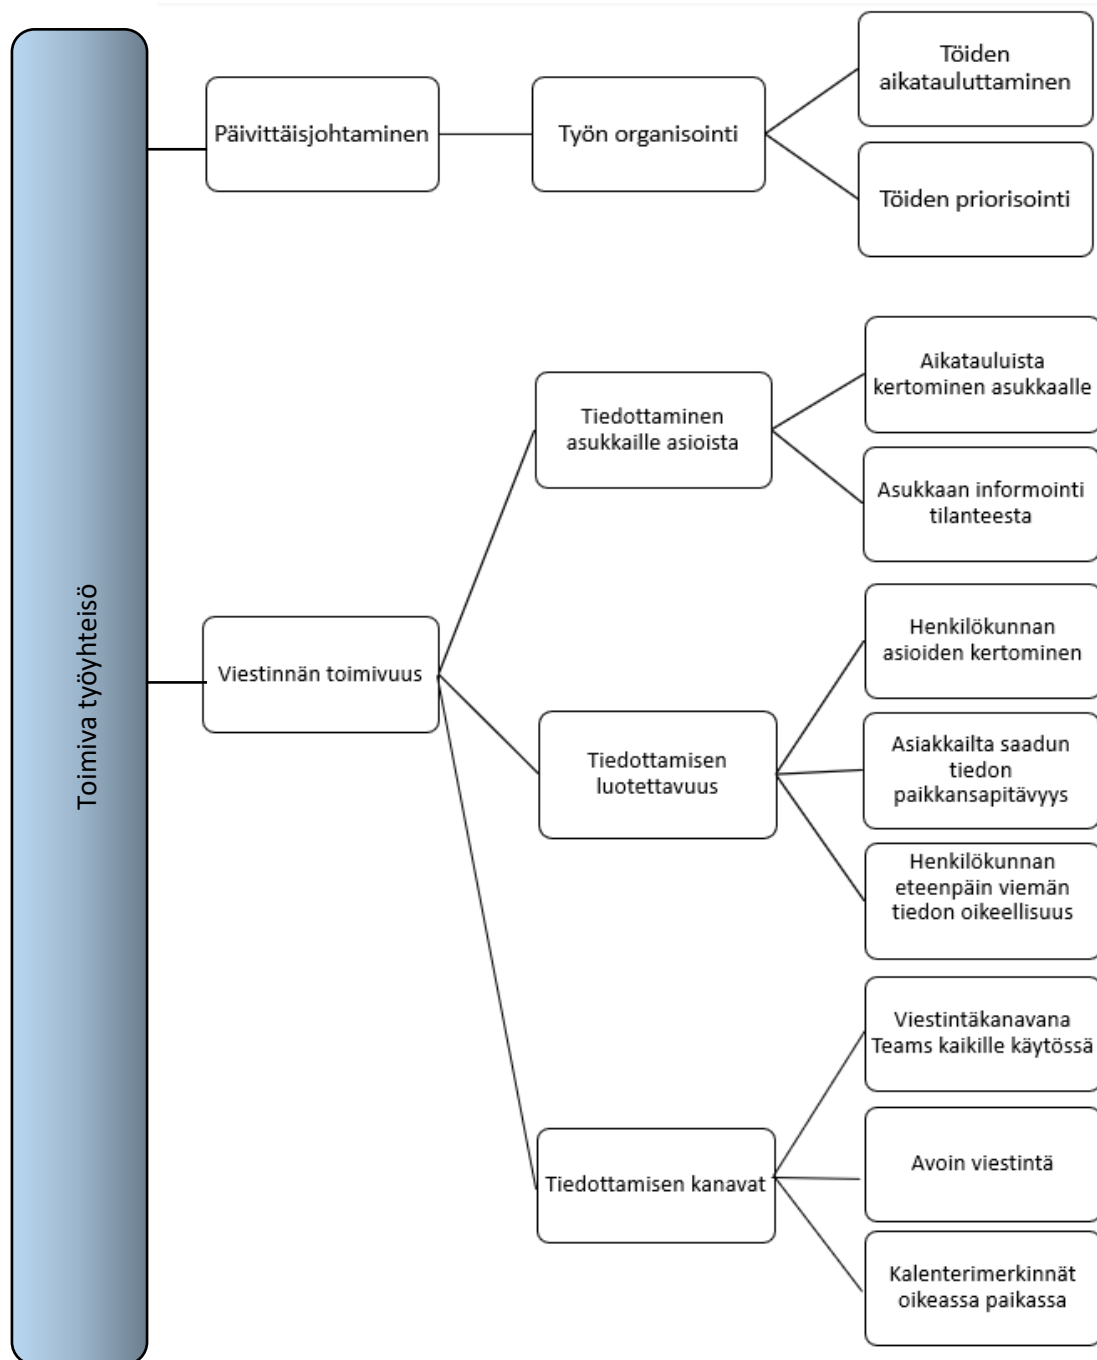 Toimiva työyhteisö
Päivittäisjohtaminen
Työn organisointi
Töiden
aikatauluttaminen
Töiden priorisointi
Viestinnän toimivuus
Tiedottaminen
asukkaille asioista
Aikatauluista
kertominen asukkaalle
Asukkaan informointi
tilanteesta
Tiedottamisen
luotettavuus
Henkilökunnan
asioiden kertominen
Asiakkailta saadun
tiedon
paikkansapitävyys
Henkilökunnan
eteenpäin viemän
tiedon oikeellisuus
Tiedottamisen kanavat
Viestintäkanavana
Teams kaikille käytössä
Avoin viestintä
Kalenterimerkinnät
oikeassa paikassa